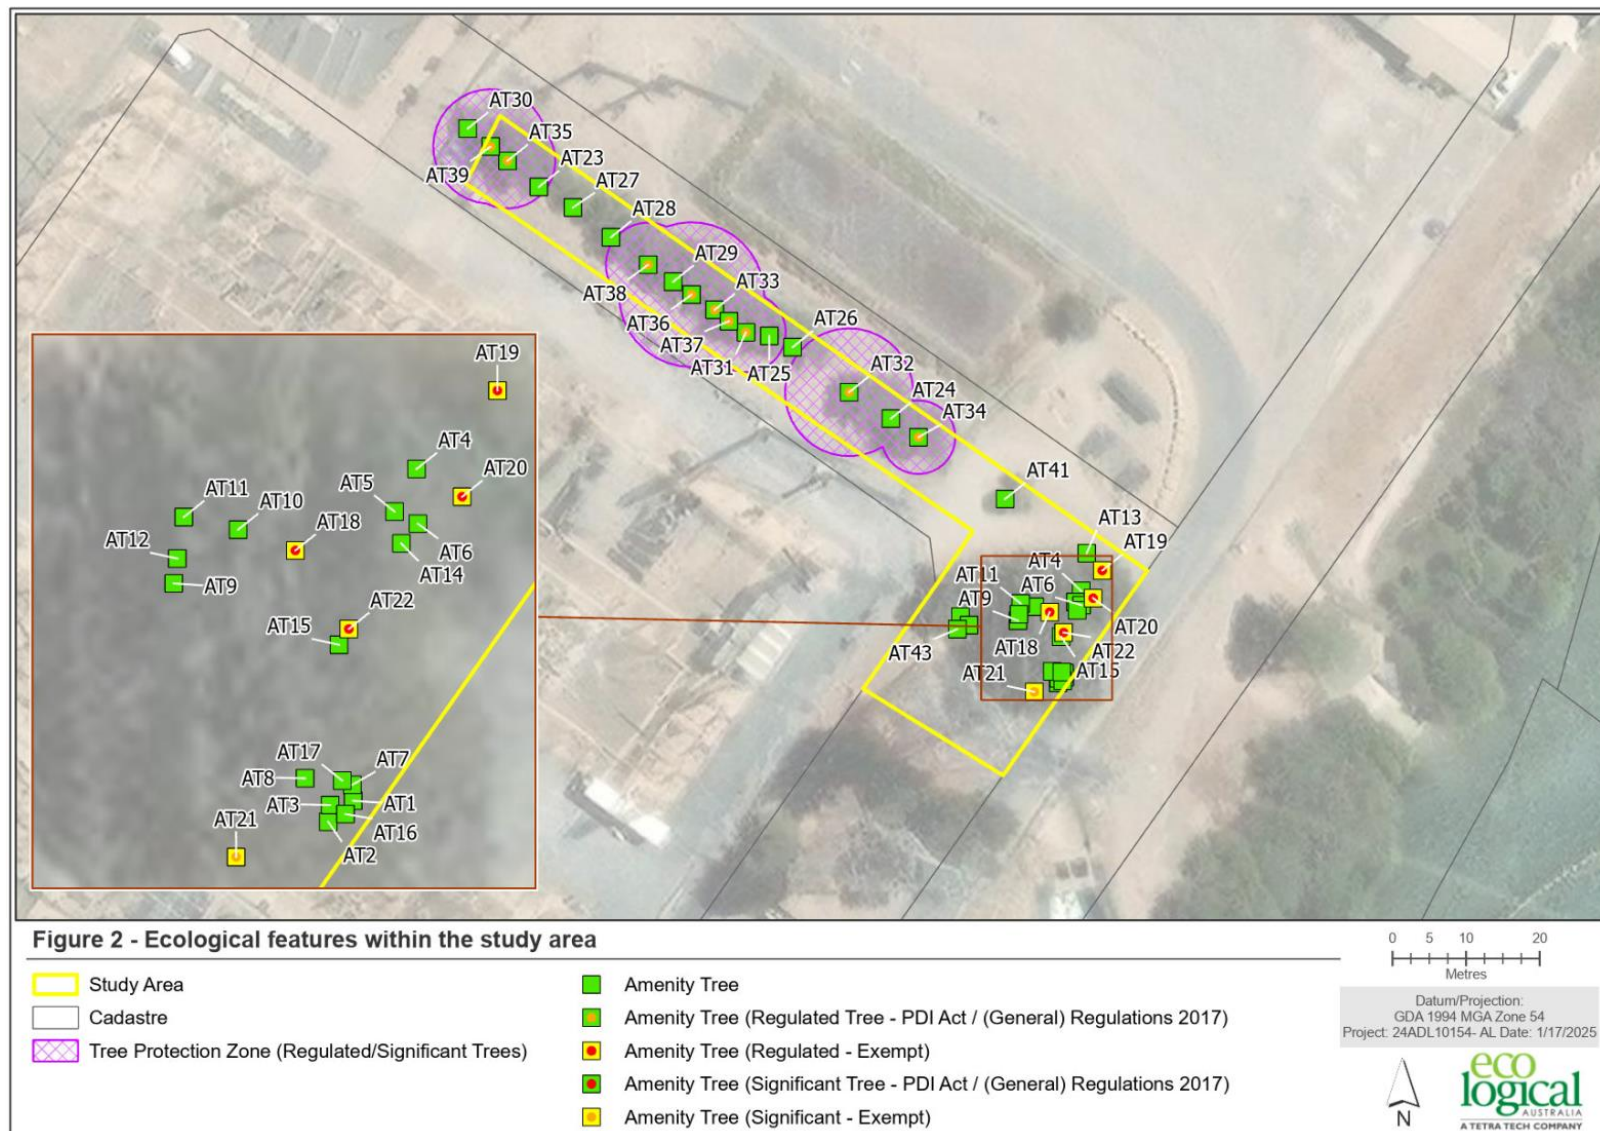 AT30
AT35
AT23
AT39
AT27
AT28
AT29
AT38
AT33
AT36
AT26
AT37
AT31
AT25
AT32
AT24
AT34
AT41
AT13
AT19
AT4
AT11
AT6
AT9
AT20
AT43
AT18
AT22
AT21
AT15
AT19
AT4
AT20
AT5
AT11
AT10
AT18
AT12
AT6
AT14
AT9
AT22
AT15
AT17
AT7
AT8
AT3
AT1
AT21
AT16
AT2
Figure 2 - Ecological features within the study area
Study Area
Cadastre
Tree Protection Zone (Regulated/Significant Trees)
Amenity Tree
Amenity Tree (Regulated Tree - PDI Act / (General) Regulations 2017)
Amenity Tree (Regulated - Exempt)
Amenity Tree (Significant Tree - PDI Act / (General) Regulations 2017)
Amenity Tree (Significant - Exempt)
0 5 10 20
Metres
Datum/Projection:
GDA 1994 MGA Zone 54
Project: 24ADL10154- AL Date: 1/17/2025
N
eco
logical
AUSTRALIA
A TETRA TECH COMPANY